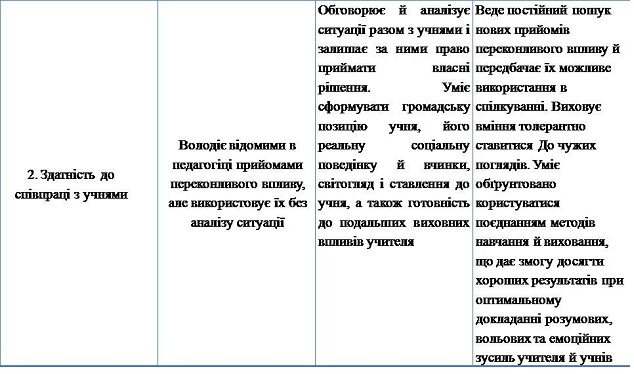 2. Здатність до
співпраці з учнями
Володіє відомими в
педагогіці прийомами
переконливого впливу,
але використовує їх без
аналізу ситуації
Обговорює й аналізує
ситуації разом з учнями і
залишає за ними право
приймати власні
рішення. Уміє
сформувати громадську
позицію учня, його
реальну соціальну
поведінку й вчинки,
світогляд і ставлення до
учня, а також готовність
до подальших виховних
впливів учителя
Веде постійний пошук
нових прийомів
переконливого впливу й
передбачає їх можливе
використання в
спілкуванні. Виховує
вміння толерантно
ставитися До чужих
поглядів. Уміє
обґрунтовано
користуватися
поєднанням методів
навчання й виховання,
що дає змогу досягти
хороших результатів при
оптимальному
докладанні розумових,
вольових та емоційних
зусиль учителя й учнів